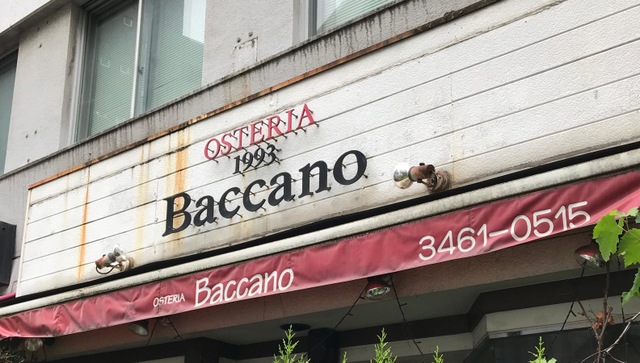 OSTERIA
1993
Baccano
OSTERIA Baccano 3461-0515